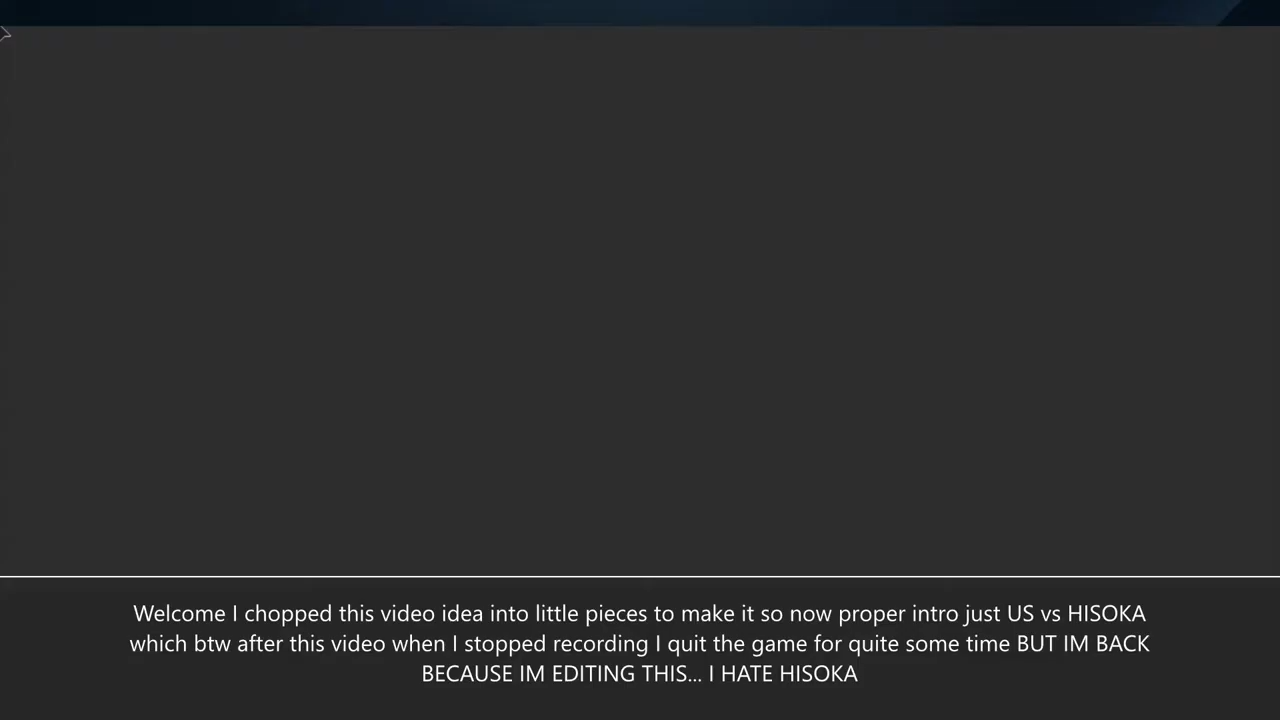 Welcome I chopped this video idea into little pieces to make it so now proper intro just US vs HISOKA
which btw after this video when I stopped recording I quit the game for quite some time BUT IM BACK
BECAUSE IM EDITING THIS... I HATE HISOKA